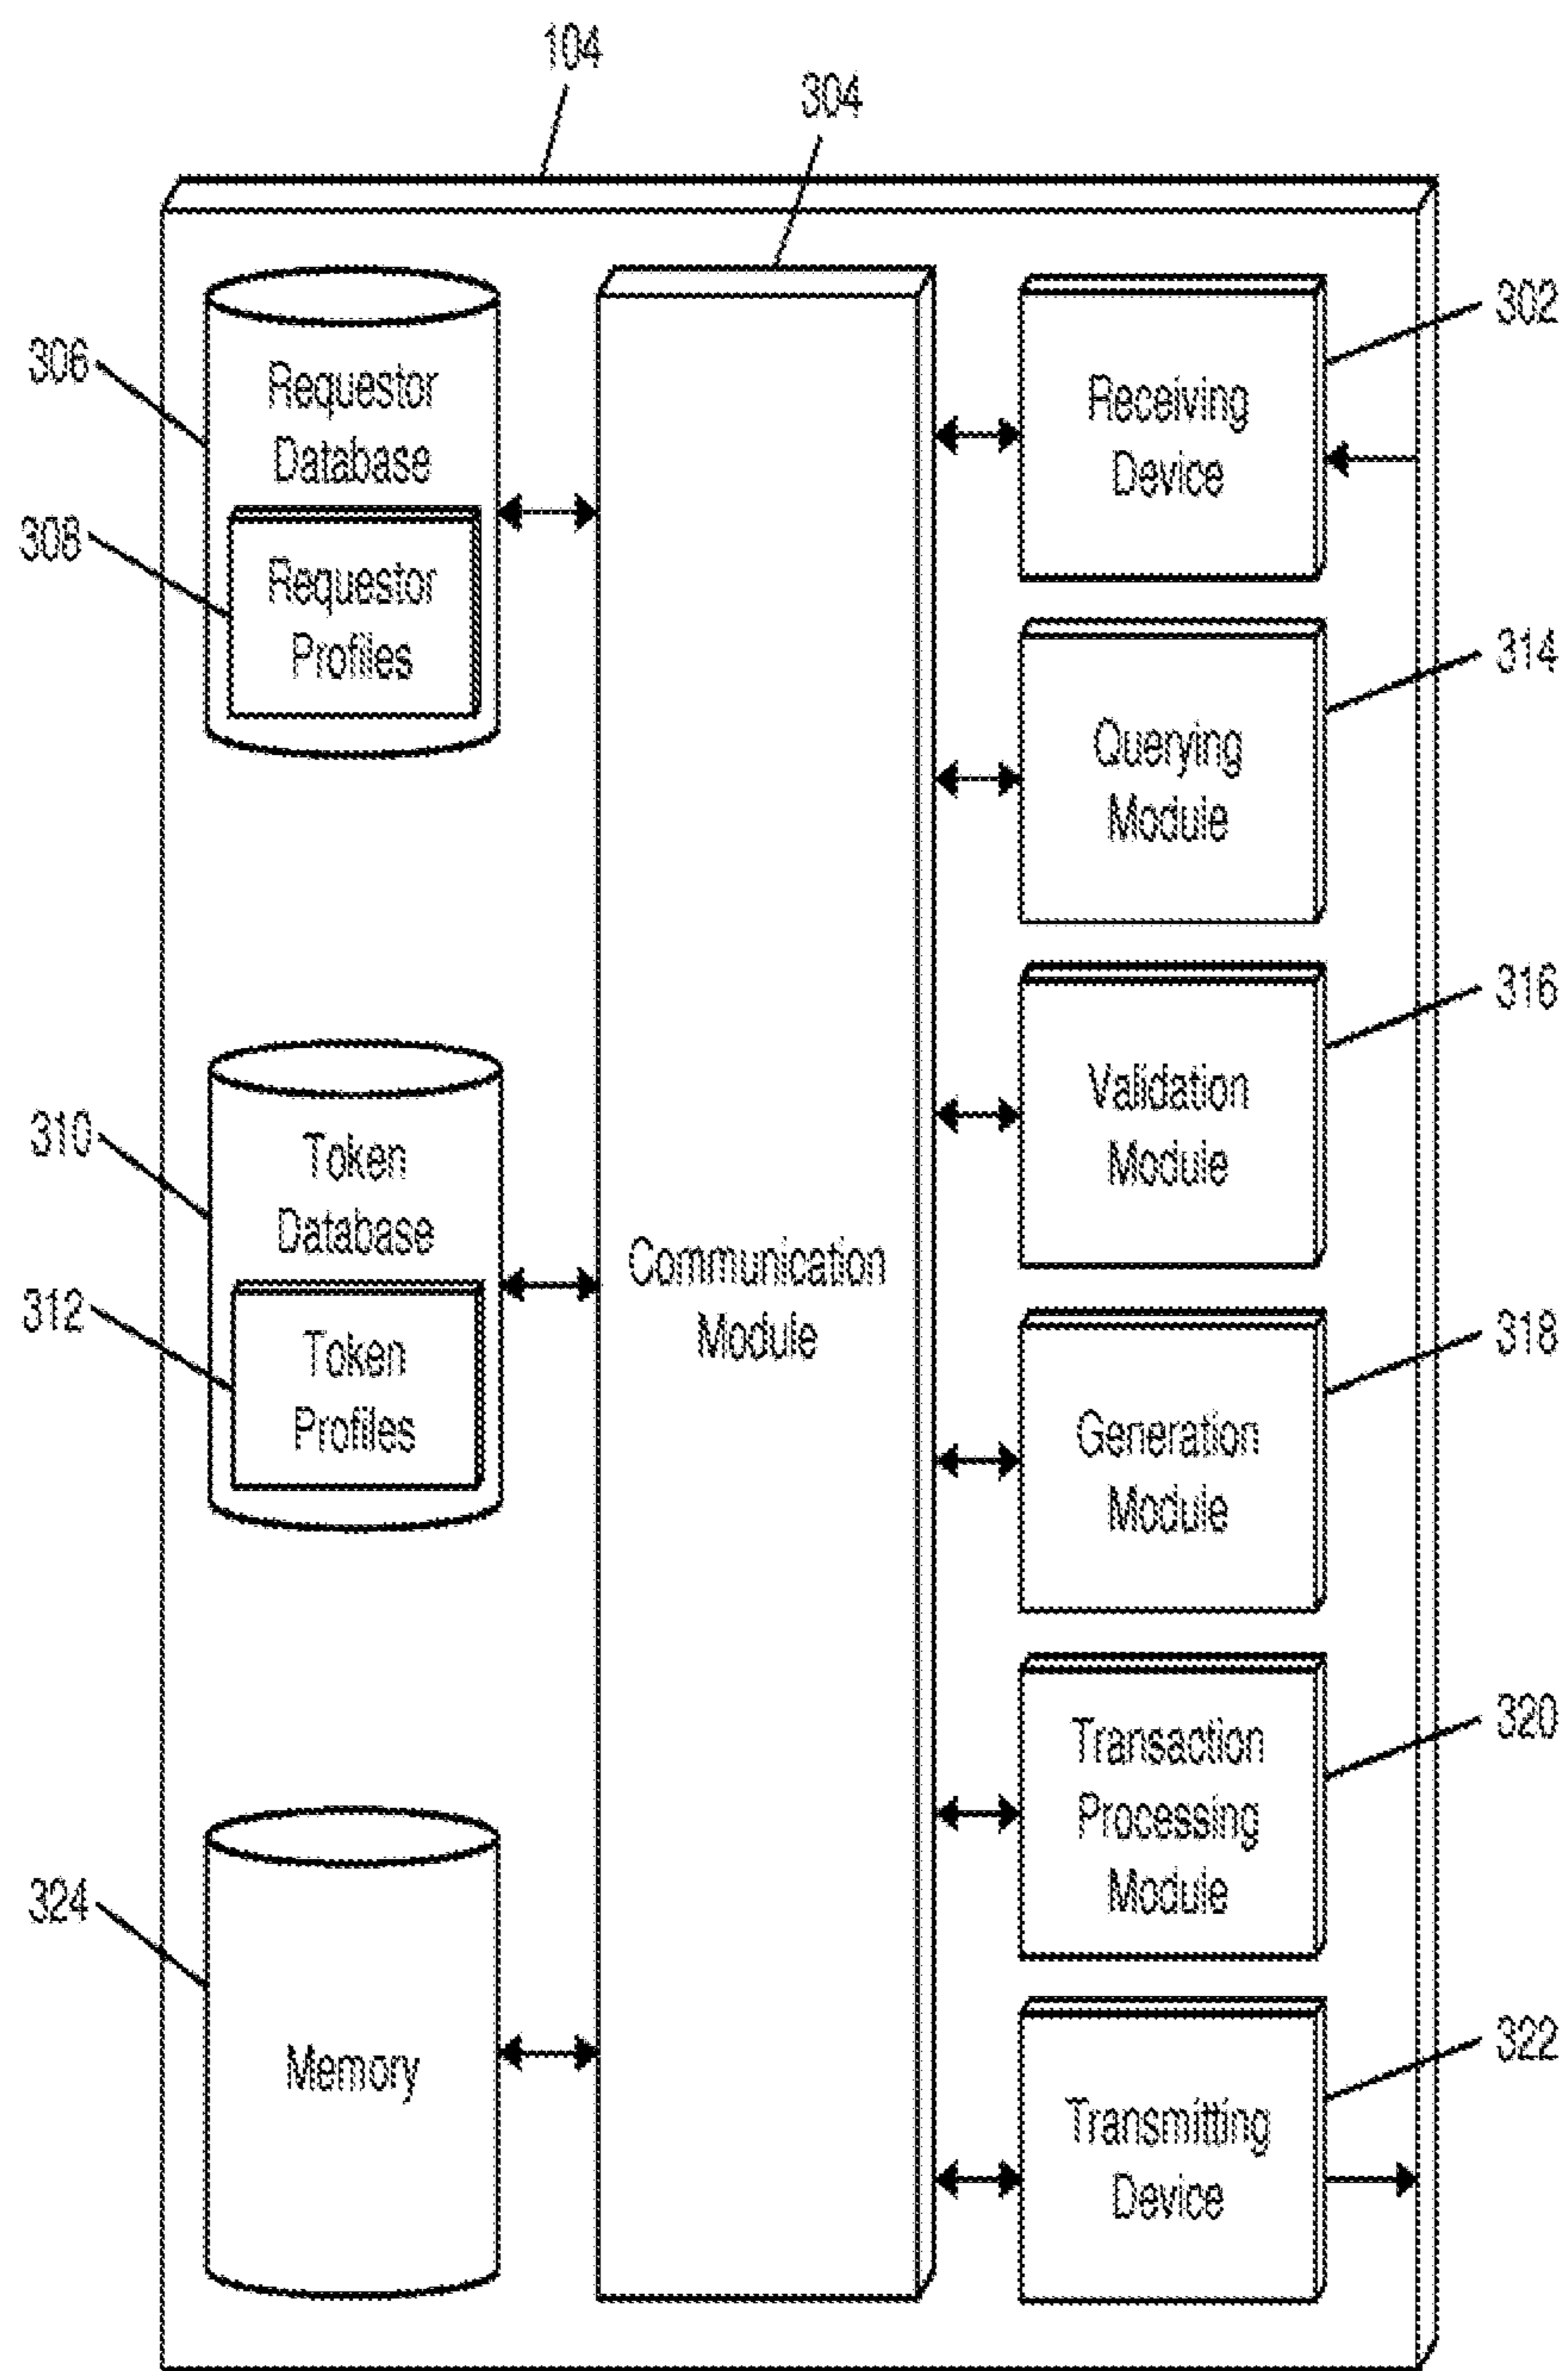 104
304
306
Requestor
Database
308
Requestor
Profiles
302
Receiving
Device
314
Querying
Module
316
Validation
Module
310
Token
Database
312
Token
Profiles
Communication
Module
318
Generation
Module
320
Transaction
Processing
Module
324
Memory
322
Transmitting
Device